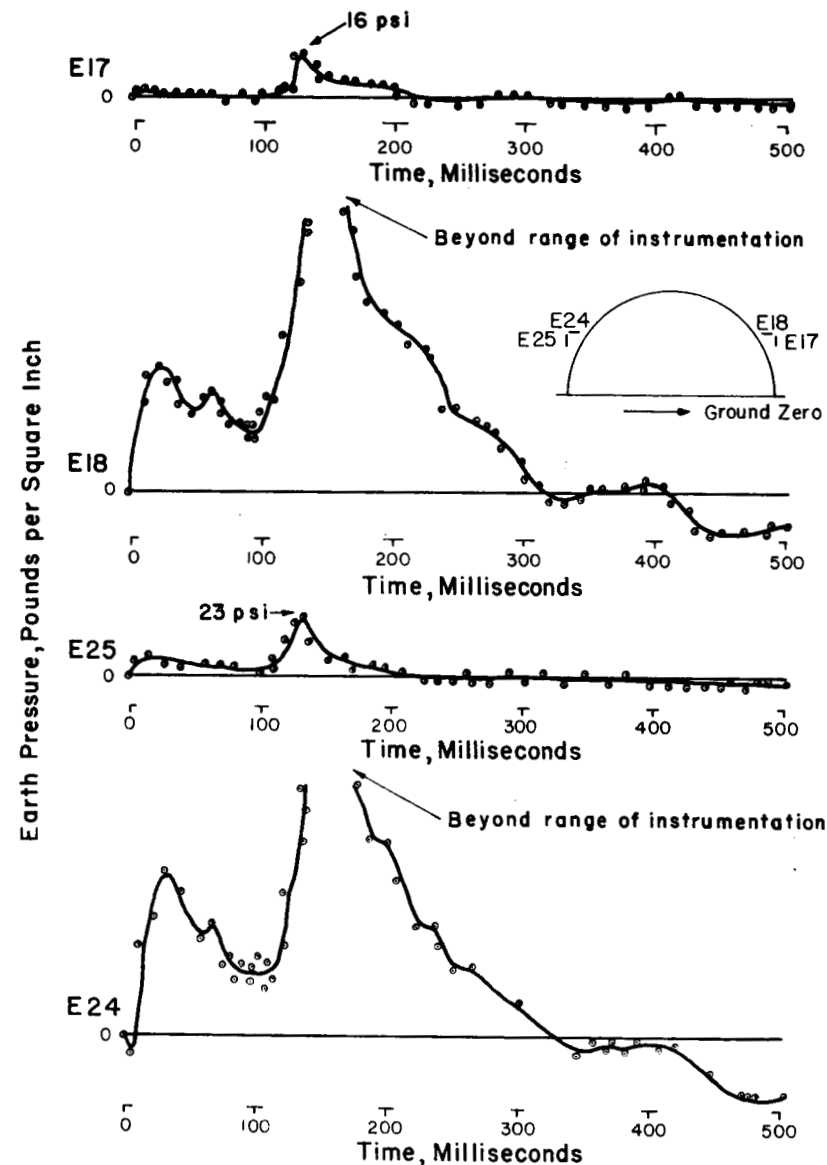 16 psi
E17
0
0 100 200 300 400 500
Time, Milliseconds
Beyond range of instrumentation
E24 E18
E25 E17
Ground Zero
Earth Pressure, Pounds per Square Inch
E18
0
0 100 200 300 400 500
Time, Milliseconds
23 psi
E25
0
0 100 200 300 400 500
Time, Milliseconds
Beyond range of instrumentation
E24
0
0 100 200 300 400 500
Time, Milliseconds